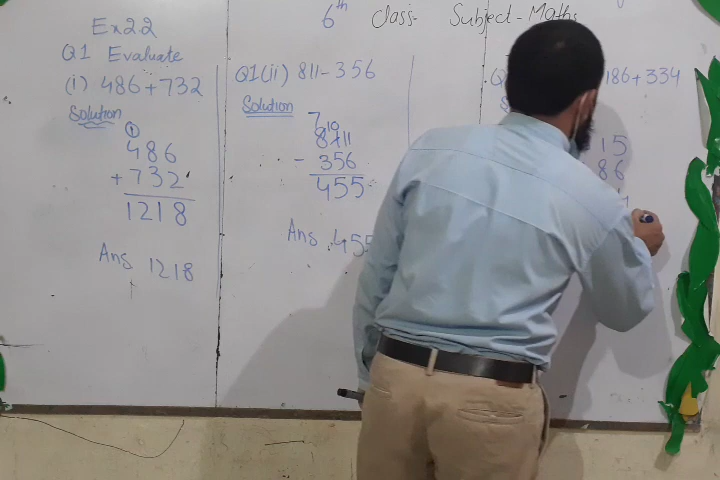 6th Class- Subject-Maths
Ex 2.2
Q1 Evaluate
(i) 486+732
Solution
1
486
+732
1218
Ans 1218
Q1(ii) 811-356
Solution
7 10
8 1 11
- 356
455
Ans 455
186+334
15
86